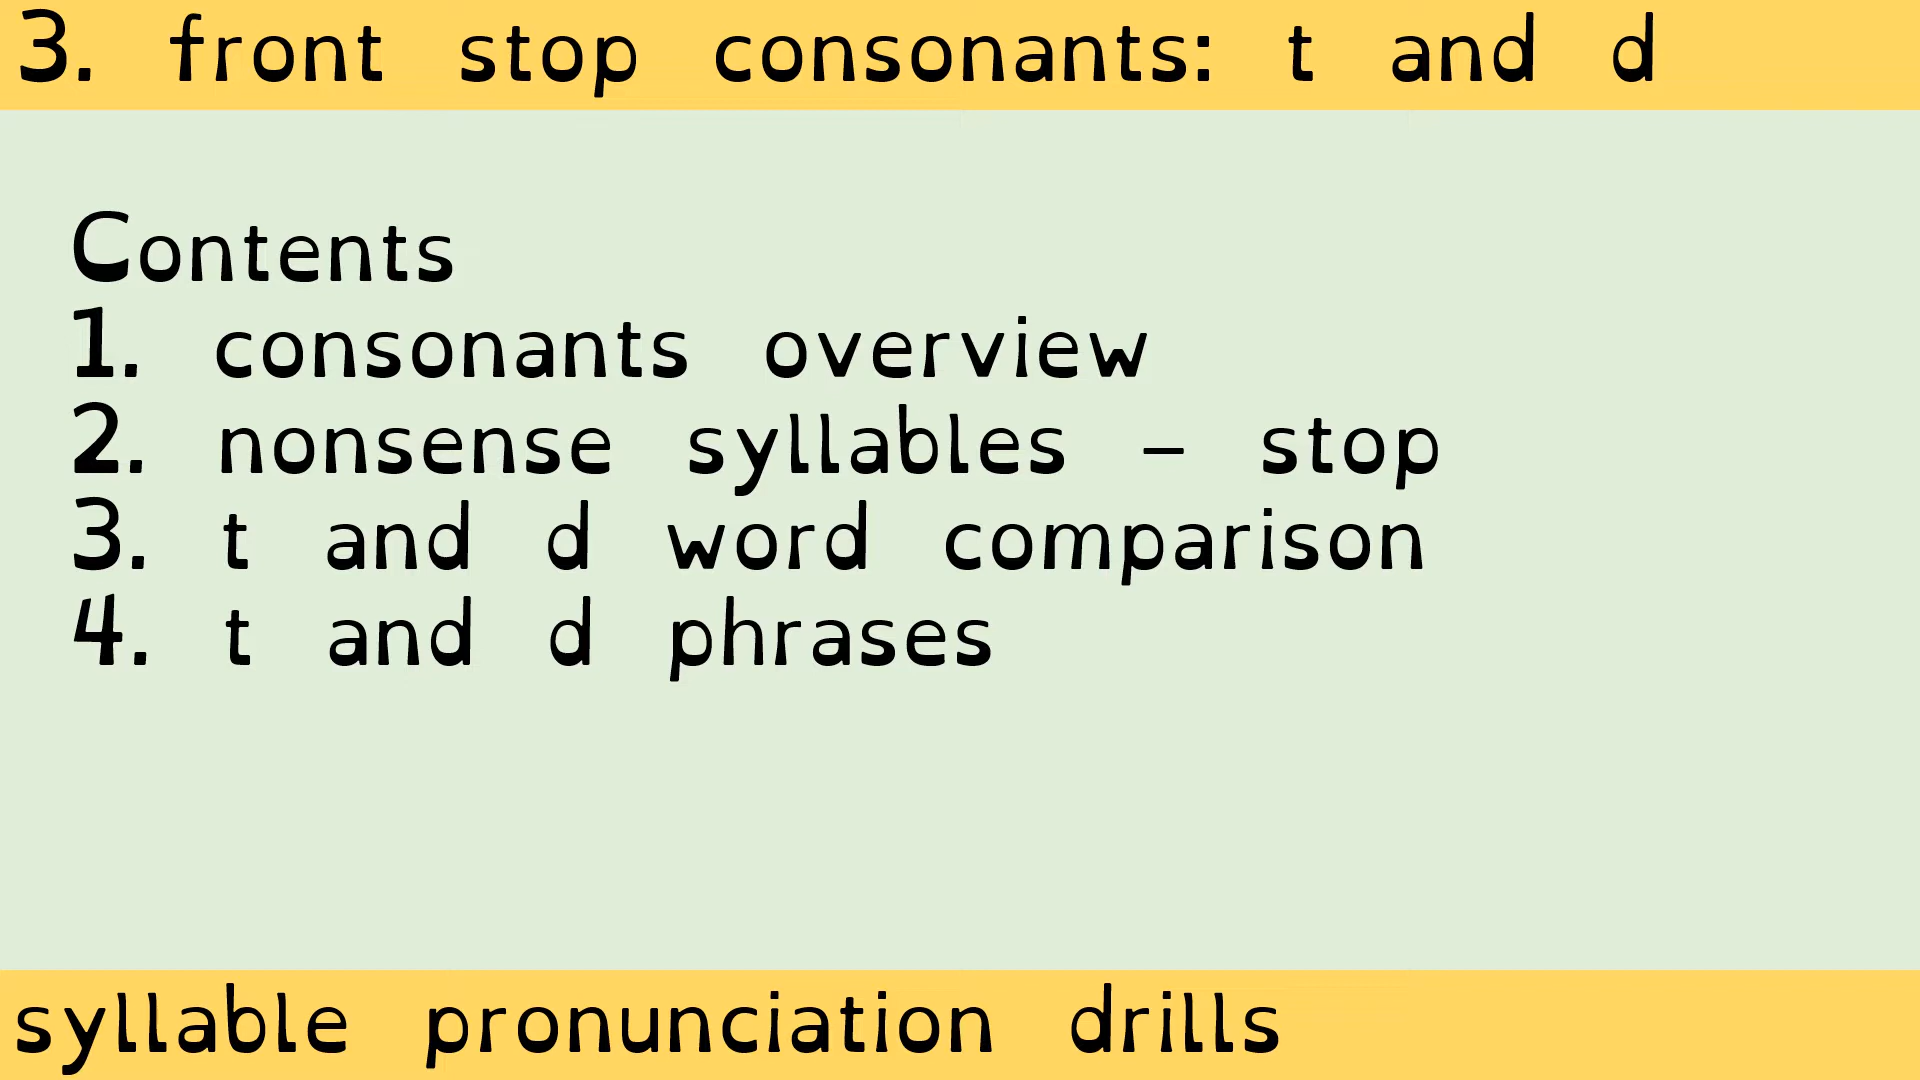 3. front stop consonants: t and d
Contents
1. consonants overview
2. nonsense syllables – stop
3. t and d word comparison
4. t and d phrases
syllable pronunciation drills